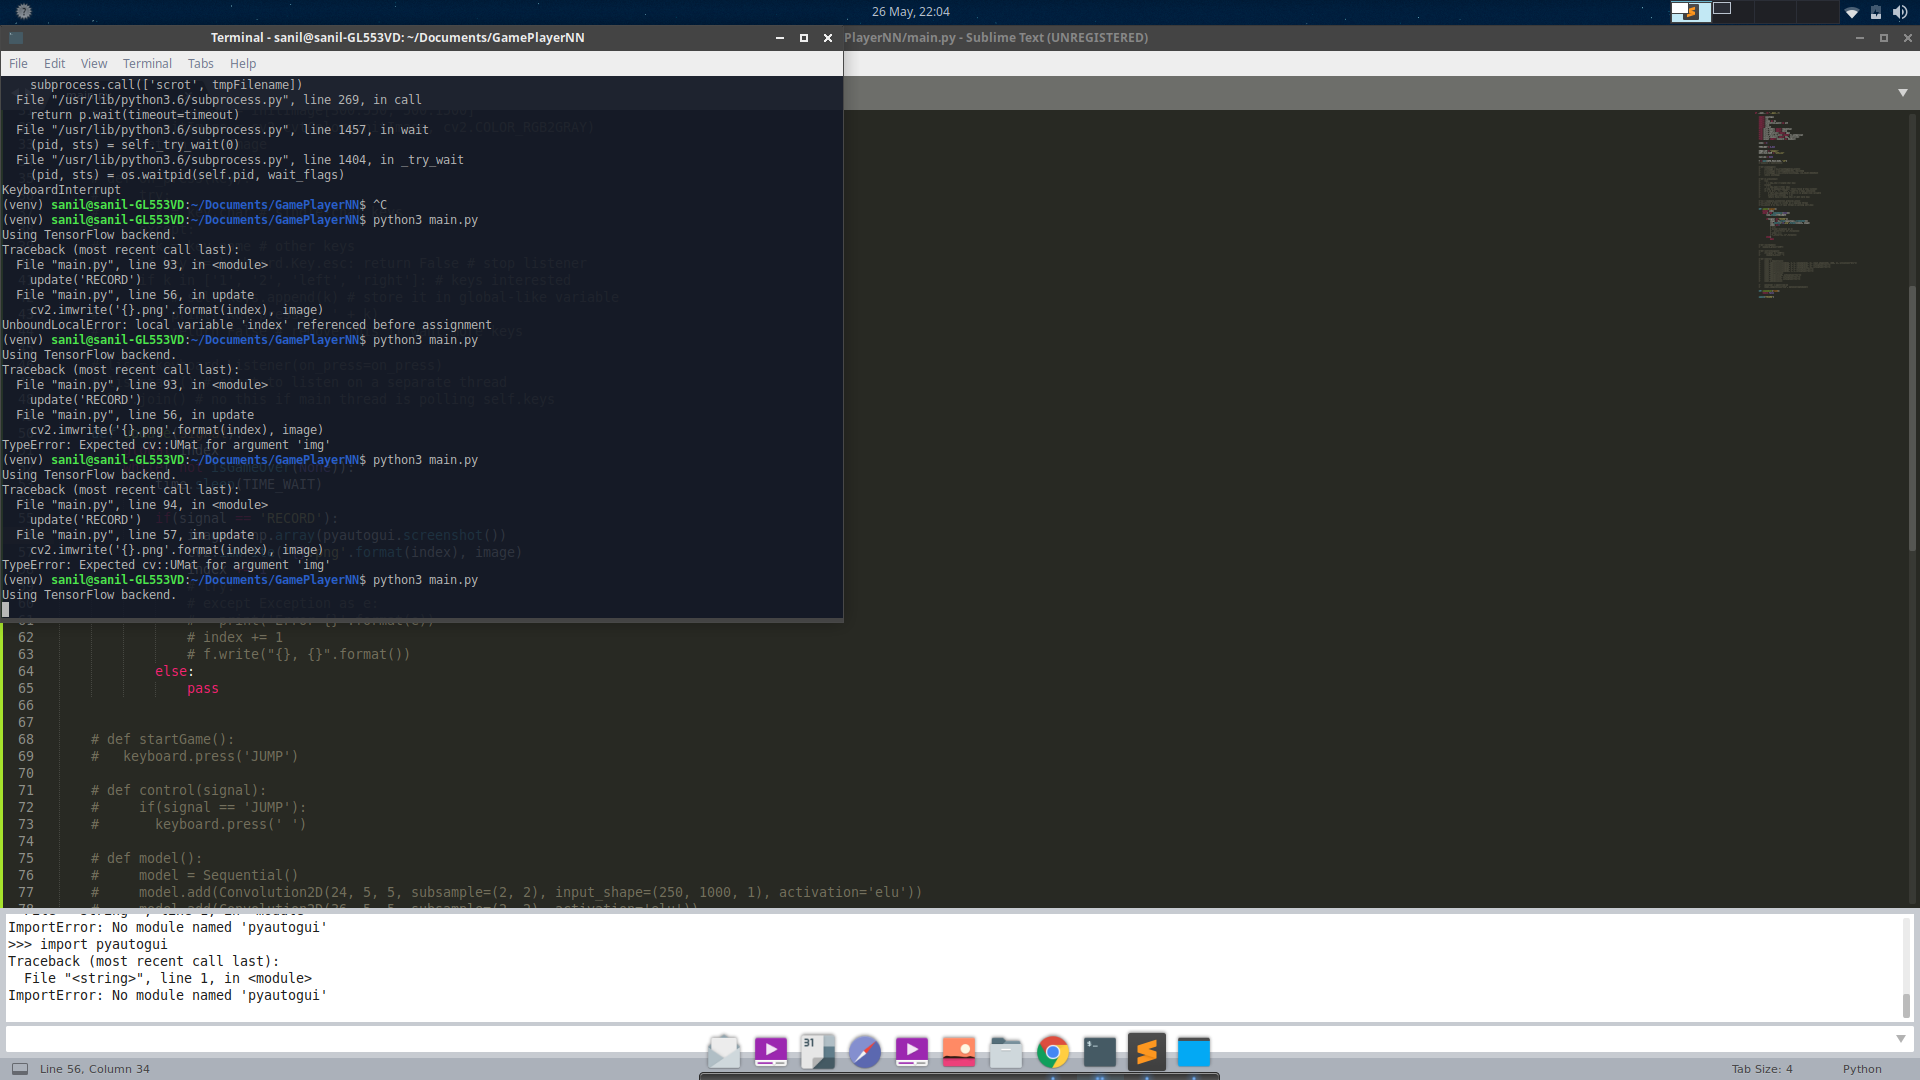 26 May, 22:04
Terminal - sanil@sanil-GL553VD: ~/Documents/GamePlayerNN
PlayerNN/main.py - Sublime Text (UNREGISTERED)
File Edit View Terminal Tabs Help
subprocess.call(['scrot', tmpFilename])
File "/usr/lib/python3.6/subprocess.py", line 269, in call
return p.wait(timeout=timeout)
File "/usr/lib/python3.6/subprocess.py", line 1457, in wait
(pid, sts) = self._try_wait(0)
File "/usr/lib/python3.6/subprocess.py", line 1404, in _try_wait
(pid, sts) = os.waitpid(self.pid, wait_flags)
KeyboardInterrupt
(venv) sanil@sanil-GL553VD:~/Documents/GamePlayerNN$ ^C
(venv) sanil@sanil-GL553VD:~/Documents/GamePlayerNN$ python3 main.py
Using TensorFlow backend.
Traceback (most recent call last):
File "main.py", line 93, in <module>
update('RECORD')
File "main.py", line 56, in update
cv2.imwrite('{}.png'.format(index), image)
UnboundLocalError: local variable 'index' referenced before assignment
(venv) sanil@sanil-GL553VD:~/Documents/GamePlayerNN$ python3 main.py
Using TensorFlow backend.
Traceback (most recent call last):
File "main.py", line 93, in <module>
update('RECORD')
File "main.py", line 56, in update
cv2.imwrite('{}.png'.format(index), image)
TypeError: Expected cv::UMat for argument 'img'
(venv) sanil@sanil-GL553VD:~/Documents/GamePlayerNN$ python3 main.py
Using TensorFlow backend.
Traceback (most recent call last):
File "main.py", line 94, in <module>
update('RECORD')
File "main.py", line 57, in update
cv2.imwrite('{}.png'.format(index), image)
TypeError: Expected cv::UMat for argument 'img'
(venv) sanil@sanil-GL553VD:~/Documents/GamePlayerNN$ python3 main.py
Using TensorFlow backend.
62 # index += 1
63 # f.write("{}, {}".format())
64 else:
65 pass
66
67
68 # def startGame():
69 # keyboard.press('JUMP')
70
71 # def control(signal):
72 # if(signal == 'JUMP'):
73 # keyboard.press(' ')
74
75 # def model():
76 # model = Sequential()
77 # model.add(Convolution2D(24, 5, 5, subsample=(2, 2), input_shape=(250, 1000, 1), activation='elu'))
ImportError: No module named 'pyautogui'
>>> import pyautogui
Traceback (most recent call last):
File "<string>", line 1, in <module>
ImportError: No module named 'pyautogui'
31
Line 56, Column 34
Tab Size: 4
Python